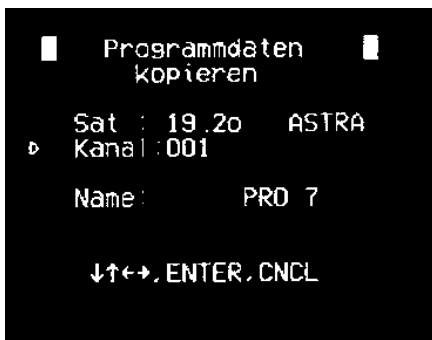 Programmdaten
kopieren
Sat : 19.2o ASTRA
Kanal:001
Name: PRO 7
↓↑←→,ENTER,CNCL